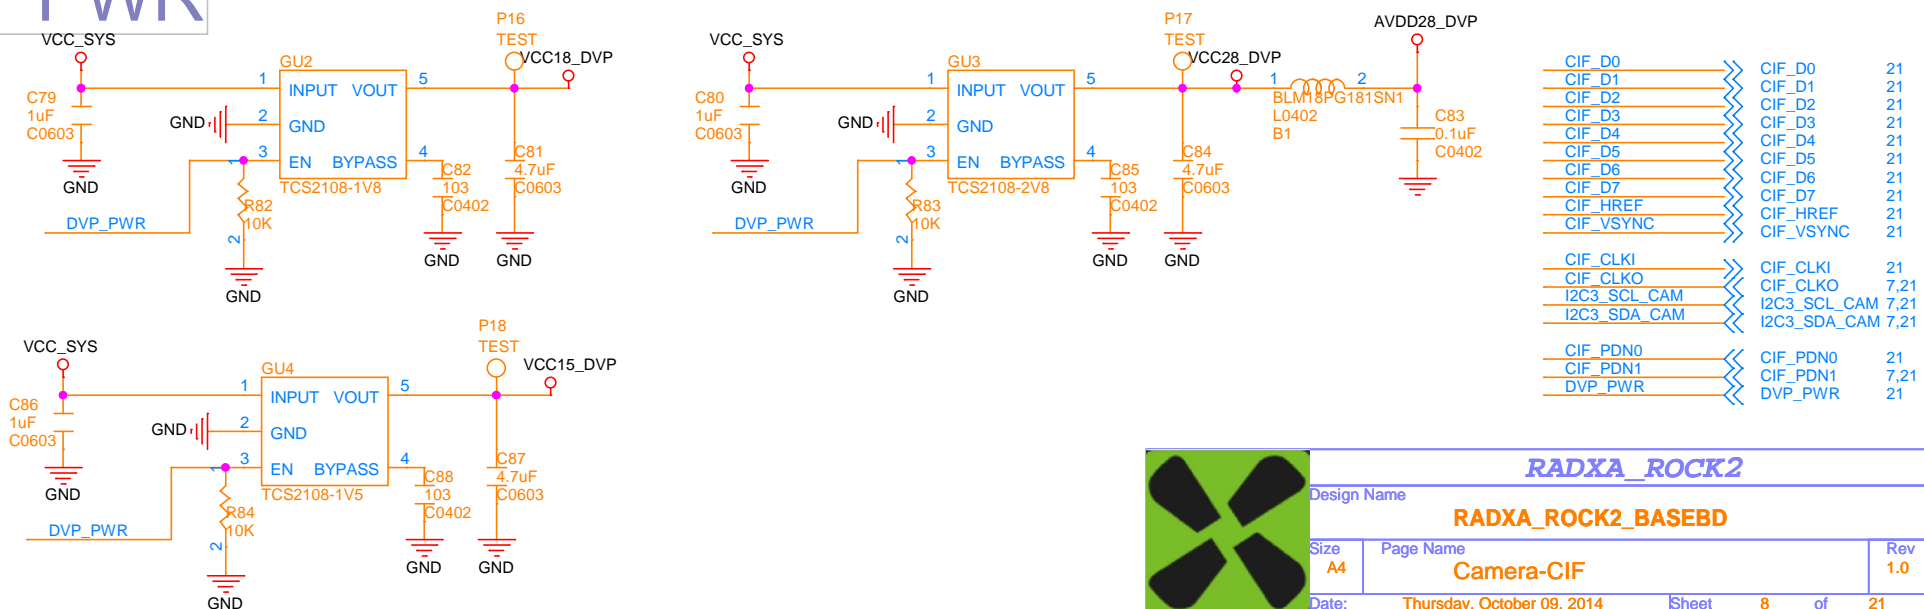 PWR
VCC_SYS
P16
TEST
VCC18_DVP
GU2
1 INPUT VOUT 5
C79
1uF
C0603
GND
2 GND
3 EN BYPASS 4
TCS2108-1V8
GND
1
R82
10K
2
DVP_PWR
GND
C82
103
C0402
GND
C81
4.7uF
C0603
GND
VCC_SYS
P17
TEST
VCC28_DVP
AVDD28_DVP
GU3
1 INPUT VOUT 5
1 2
BLM18PG181SN1
L0402
B1
C80
1uF
C0603
GND
2 GND
3 EN BYPASS 4
TCS2108-2V8
GND
1
R83
10K
2
DVP_PWR
GND
C85
103
C0402
GND
C84
4.7uF
C0603
GND
C83
0.1uF
C0402
CIF_D0 CIF_D0 21
CIF_D1 CIF_D1 21
CIF_D2 CIF_D2 21
CIF_D3 CIF_D3 21
CIF_D4 CIF_D4 21
CIF_D5 CIF_D5 21
CIF_D6 CIF_D6 21
CIF_D7 CIF_D7 21
CIF_HREF CIF_HREF 21
CIF_VSYNC CIF_VSYNC 21
CIF_CLKI CIF_CLKI 21
CIF_CLKO CIF_CLKO 7,21
I2C3_SCL_CAM I2C3_SCL_CAM 7,21
I2C3_SDA_CAM I2C3_SDA_CAM 7,21
CIF_PDN0 CIF_PDN0 21
CIF_PDN1 CIF_PDN1 7,21
DVP_PWR DVP_PWR 21
VCC_SYS
P18
TEST
VCC15_DVP
GU4
1 INPUT VOUT 5
C86
1uF
C0603
GND
2 GND
3 EN BYPASS 4
TCS2108-1V5
GND
1
R84
10K
2
DVP_PWR
GND
C88
103
C0402
GND
C87
4.7uF
C0603
GND
RADXA_ROCK2
Design Name
RADXA_ROCK2_BASEBD
Size Page Name Rev
A4 Camera-CIF 1.0
Date: Thursday, October 09, 2014 Sheet 8 of 21